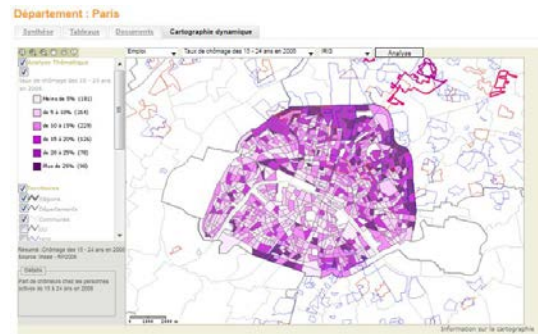 Département : Paris
Synthèse Tableaux Documents Cartographie dynamique
Emploi Taux de chômage des 15 - 24 ans en 2006 IRIS Analyse
Analyse Thématique
Taux de chômage des 15 - 24 ans en 2006
Moins de 5% (181)
de 5 à 10%
de 10 à 15% (229)
de 15 à 20% (126)
de 20 à 25% (78)
Plus de 25%
Territoires
Régions
Départements
Communes
Résumé: Chômage des 15 - 24 ans en 2006
Source: Insee - RP2006
Détails
Part de chômeurs chez les personnes
actives de 15 à 24 ans en 2006
Information sur la cartographie